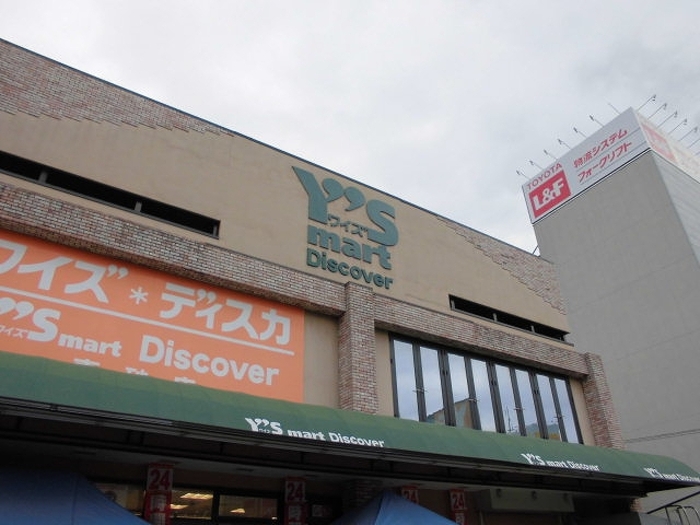 Y"S
ワイズ
mart
Discover
TOYOTA
L&F
物流システム
フォークリフト
ワイズ*ディスカ
Y"S mart Discover
ワイズ
Y"S mart Discover
Y"S mart Discover
Y"S mart Discover
24
24